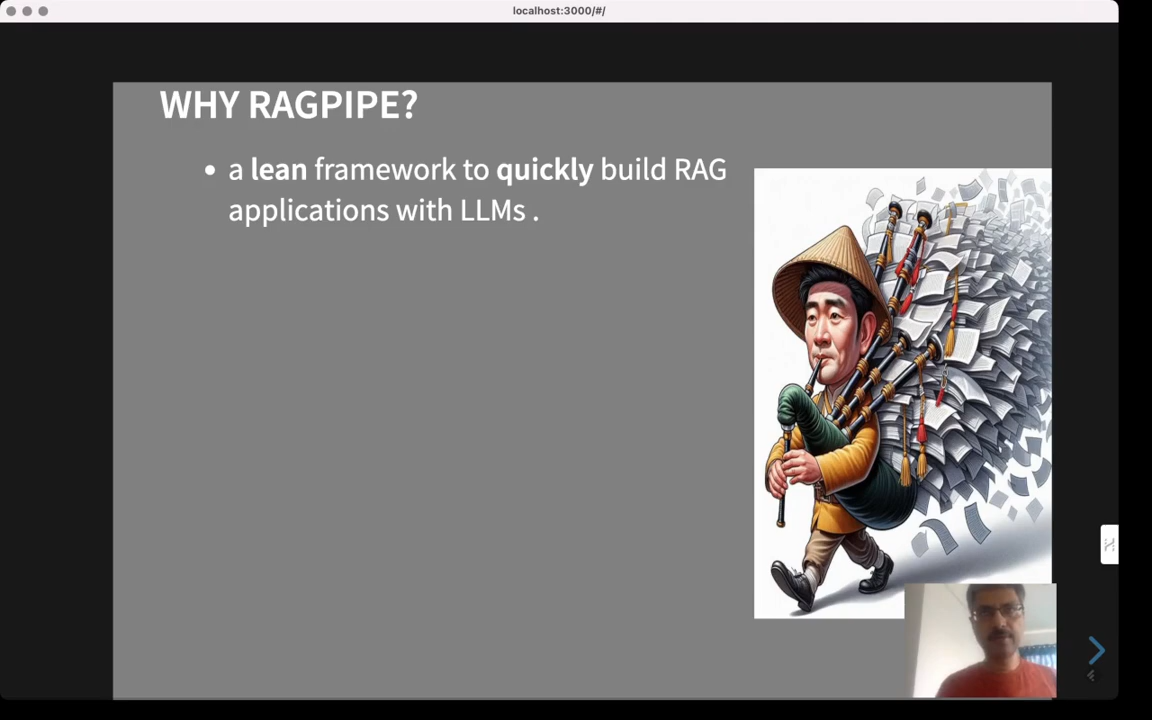 localhost:3000/#/
WHY RAGPIPE?
• a lean framework to quickly build RAG
applications with LLMs .